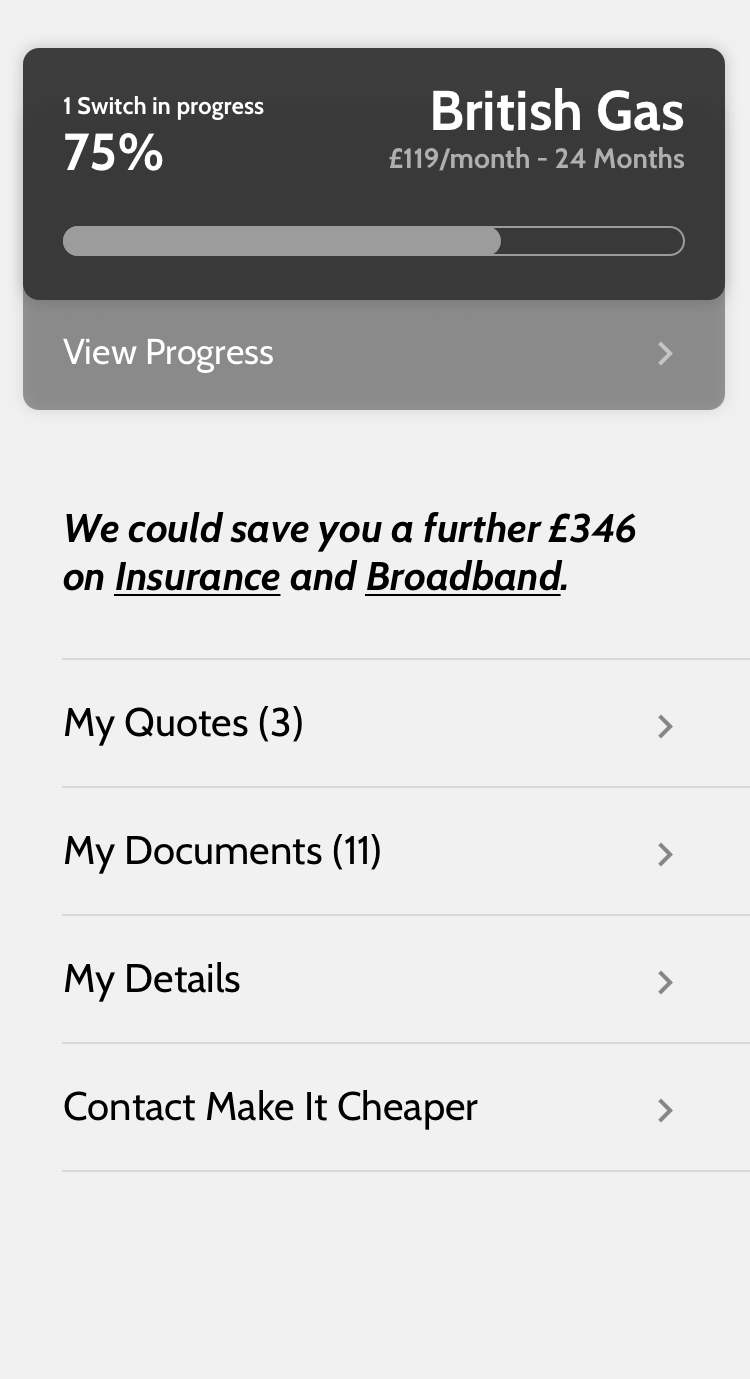 1 Switch in progress
75%
British Gas
£119/month - 24 Months
View Progress
We could save you a further £346
on Insurance and Broadband.
My Quotes (3)
My Documents (11)
My Details
Contact Make It Cheaper